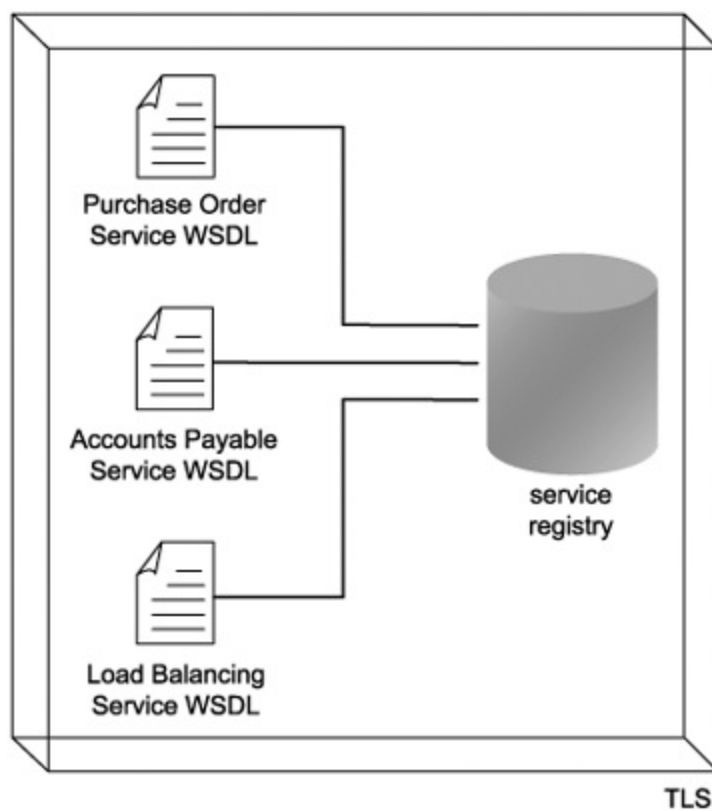 Purchase Order
Service WSDL
Accounts Payable
Service WSDL
service
registry
Load Balancing
Service WSDL
TLS